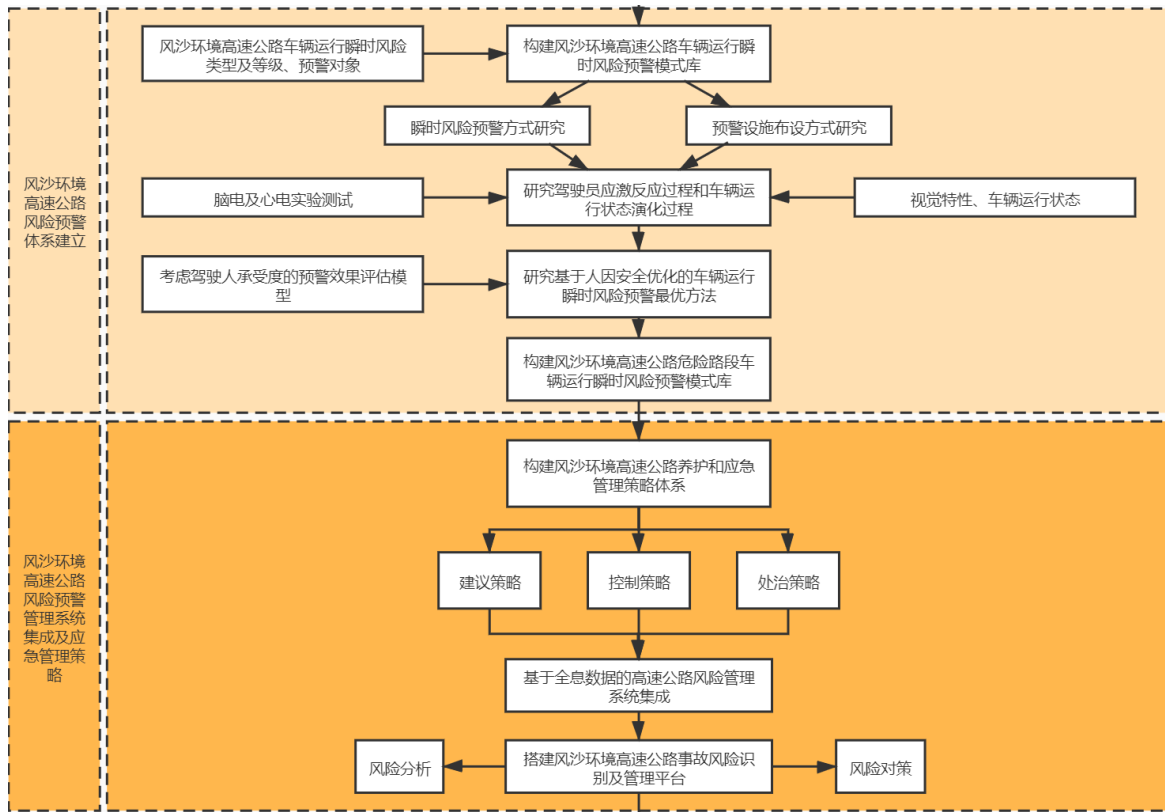 风沙环境
高速公路
风险预警
体系建立
风沙环境高速公路车辆运行瞬时风险
类型及等级、预警对象
构建风沙环境高速公路车辆运行瞬
时风险预警模式库
瞬时风险预警方式研究
预警设施布设方式研究
脑电及心电实验测试
研究驾驶员应激反应过程和车辆运
行状态演化过程
视觉特性、车辆运行状态
考虑驾驶人承受度的预警效果评估模
型
研究基于人因安全优化的车辆运行
瞬时风险预警最优方法
构建风沙环境高速公路危险路段车
辆运行瞬时风险预警模式库
风沙环境
高速公路
风险预警
管理系统
集成及应
急管理策
略
构建风沙环境高速公路养护和应急
管理策略体系
建议策略
控制策略
处治策略
基于全息数据的高速公路风险管理
系统集成
风险分析
搭建风沙环境高速公路事故风险识
别及管理平台
风险对策